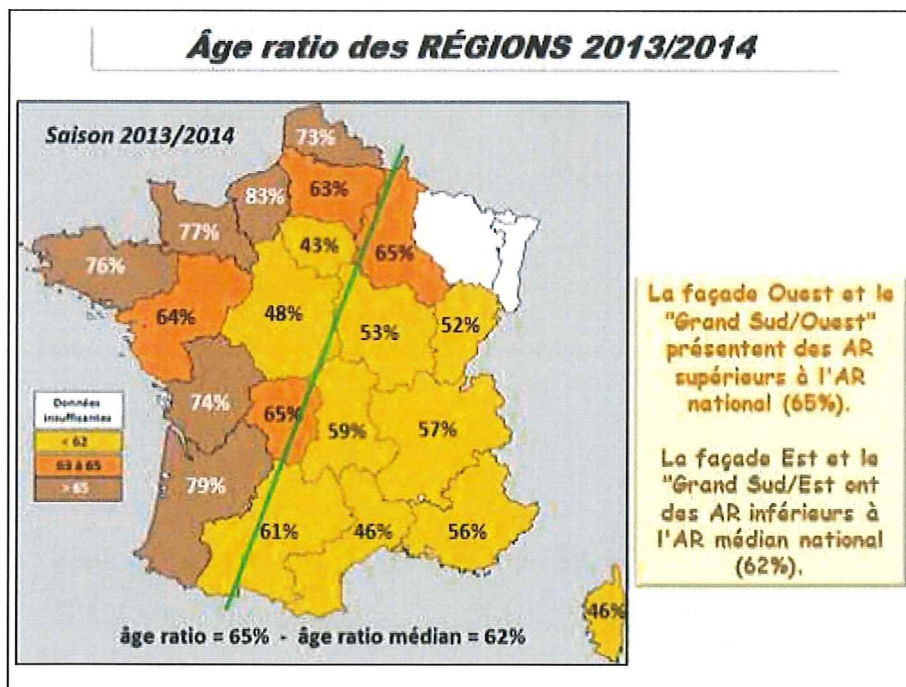 Âge ratio des RÉGIONS 2013/2014
Saison 2013/2014
73%
83%
63%
77%
43%
65%
76%
64%
48%
53%
52%
74%
65%
59%
57%
79%
61%
46%
56%
46%
Données
insuffisantes
< 62
63 à 65
> 65
âge ratio = 65% - âge ratio médian = 62%
La façade Ouest et le
"Grand Sud/Ouest"
présentent des AR
supérieurs à l'AR
national (65%).
La façade Est et le
"Grand Sud/Est ont
des AR inférieurs à
l'AR médian national
(62%).